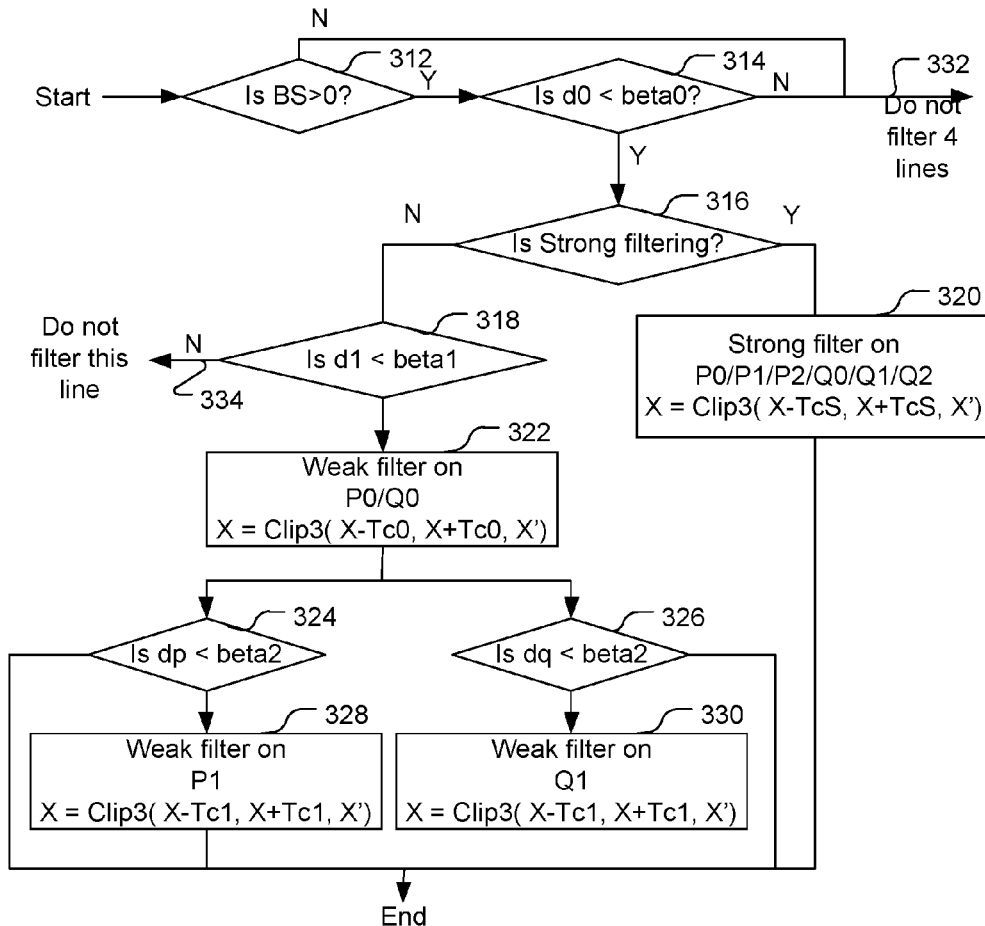 N
312
314
332
Start
Is BS>0?
Y
Is d0 < beta0?
N
Do not
filter 4
lines
Y
316
N
Y
Is Strong filtering?
320
Do not
filter this
line
N
318
Is d1 < beta1
334
Strong filter on
P0/P1/P2/Q0/Q1/Q2
X = Clip3( X-TcS, X+TcS, X')
322
Weak filter on
P0/Q0
X = Clip3( X-Tc0, X+Tc0, X')
324
326
Is dp < beta2
Is dq < beta2
328
330
Weak filter on
P1
X = Clip3( X-Tc1, X+Tc1, X')
Weak filter on
Q1
X = Clip3( X-Tc1, X+Tc1, X')
End